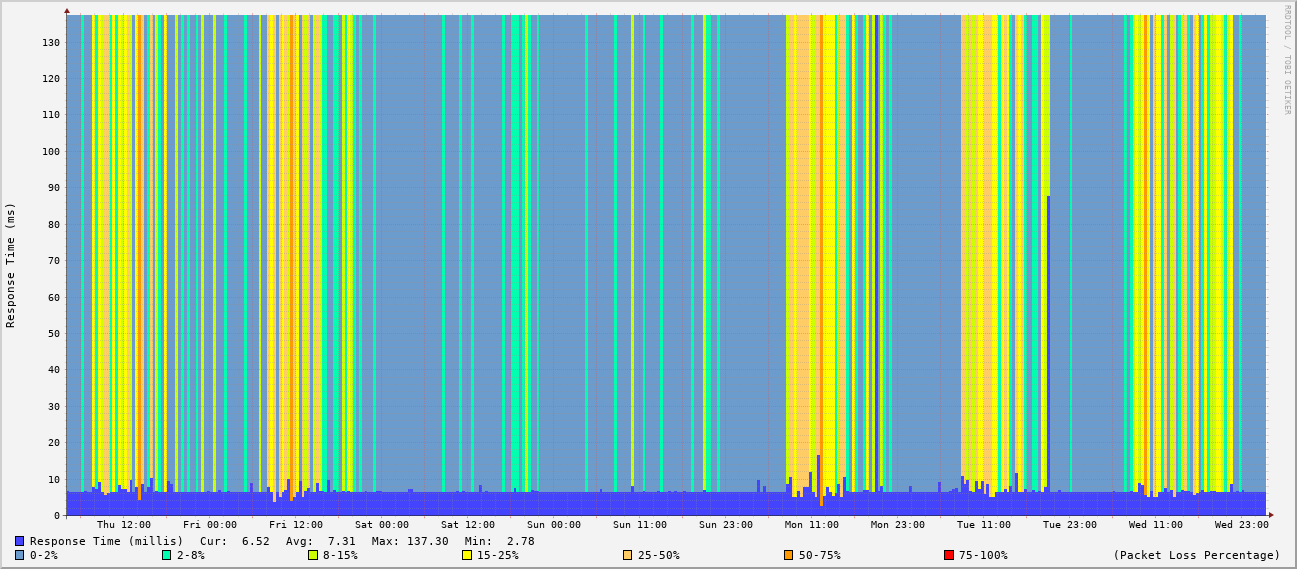 RRDTOOL / TOBI OETIKER
Response Time (ms)
130
120
110
100
90
80
70
60
50
40
30
20
10
0
Thu 12:00 Fri 00:00 Fri 12:00 Sat 00:00 Sat 12:00 Sun 00:00 Sun 11:00 Sun 23:00 Mon 11:00 Mon 23:00 Tue 11:00 Tue 23:00 Wed 11:00 Wed 23:00
Response Time (millis) Cur: 6.52 Avg: 7.31 Max: 137.30 Min: 2.78
0-2% 2-8% 8-15% 15-25% 25-50% 50-75% 75-100% (Packet Loss Percentage)